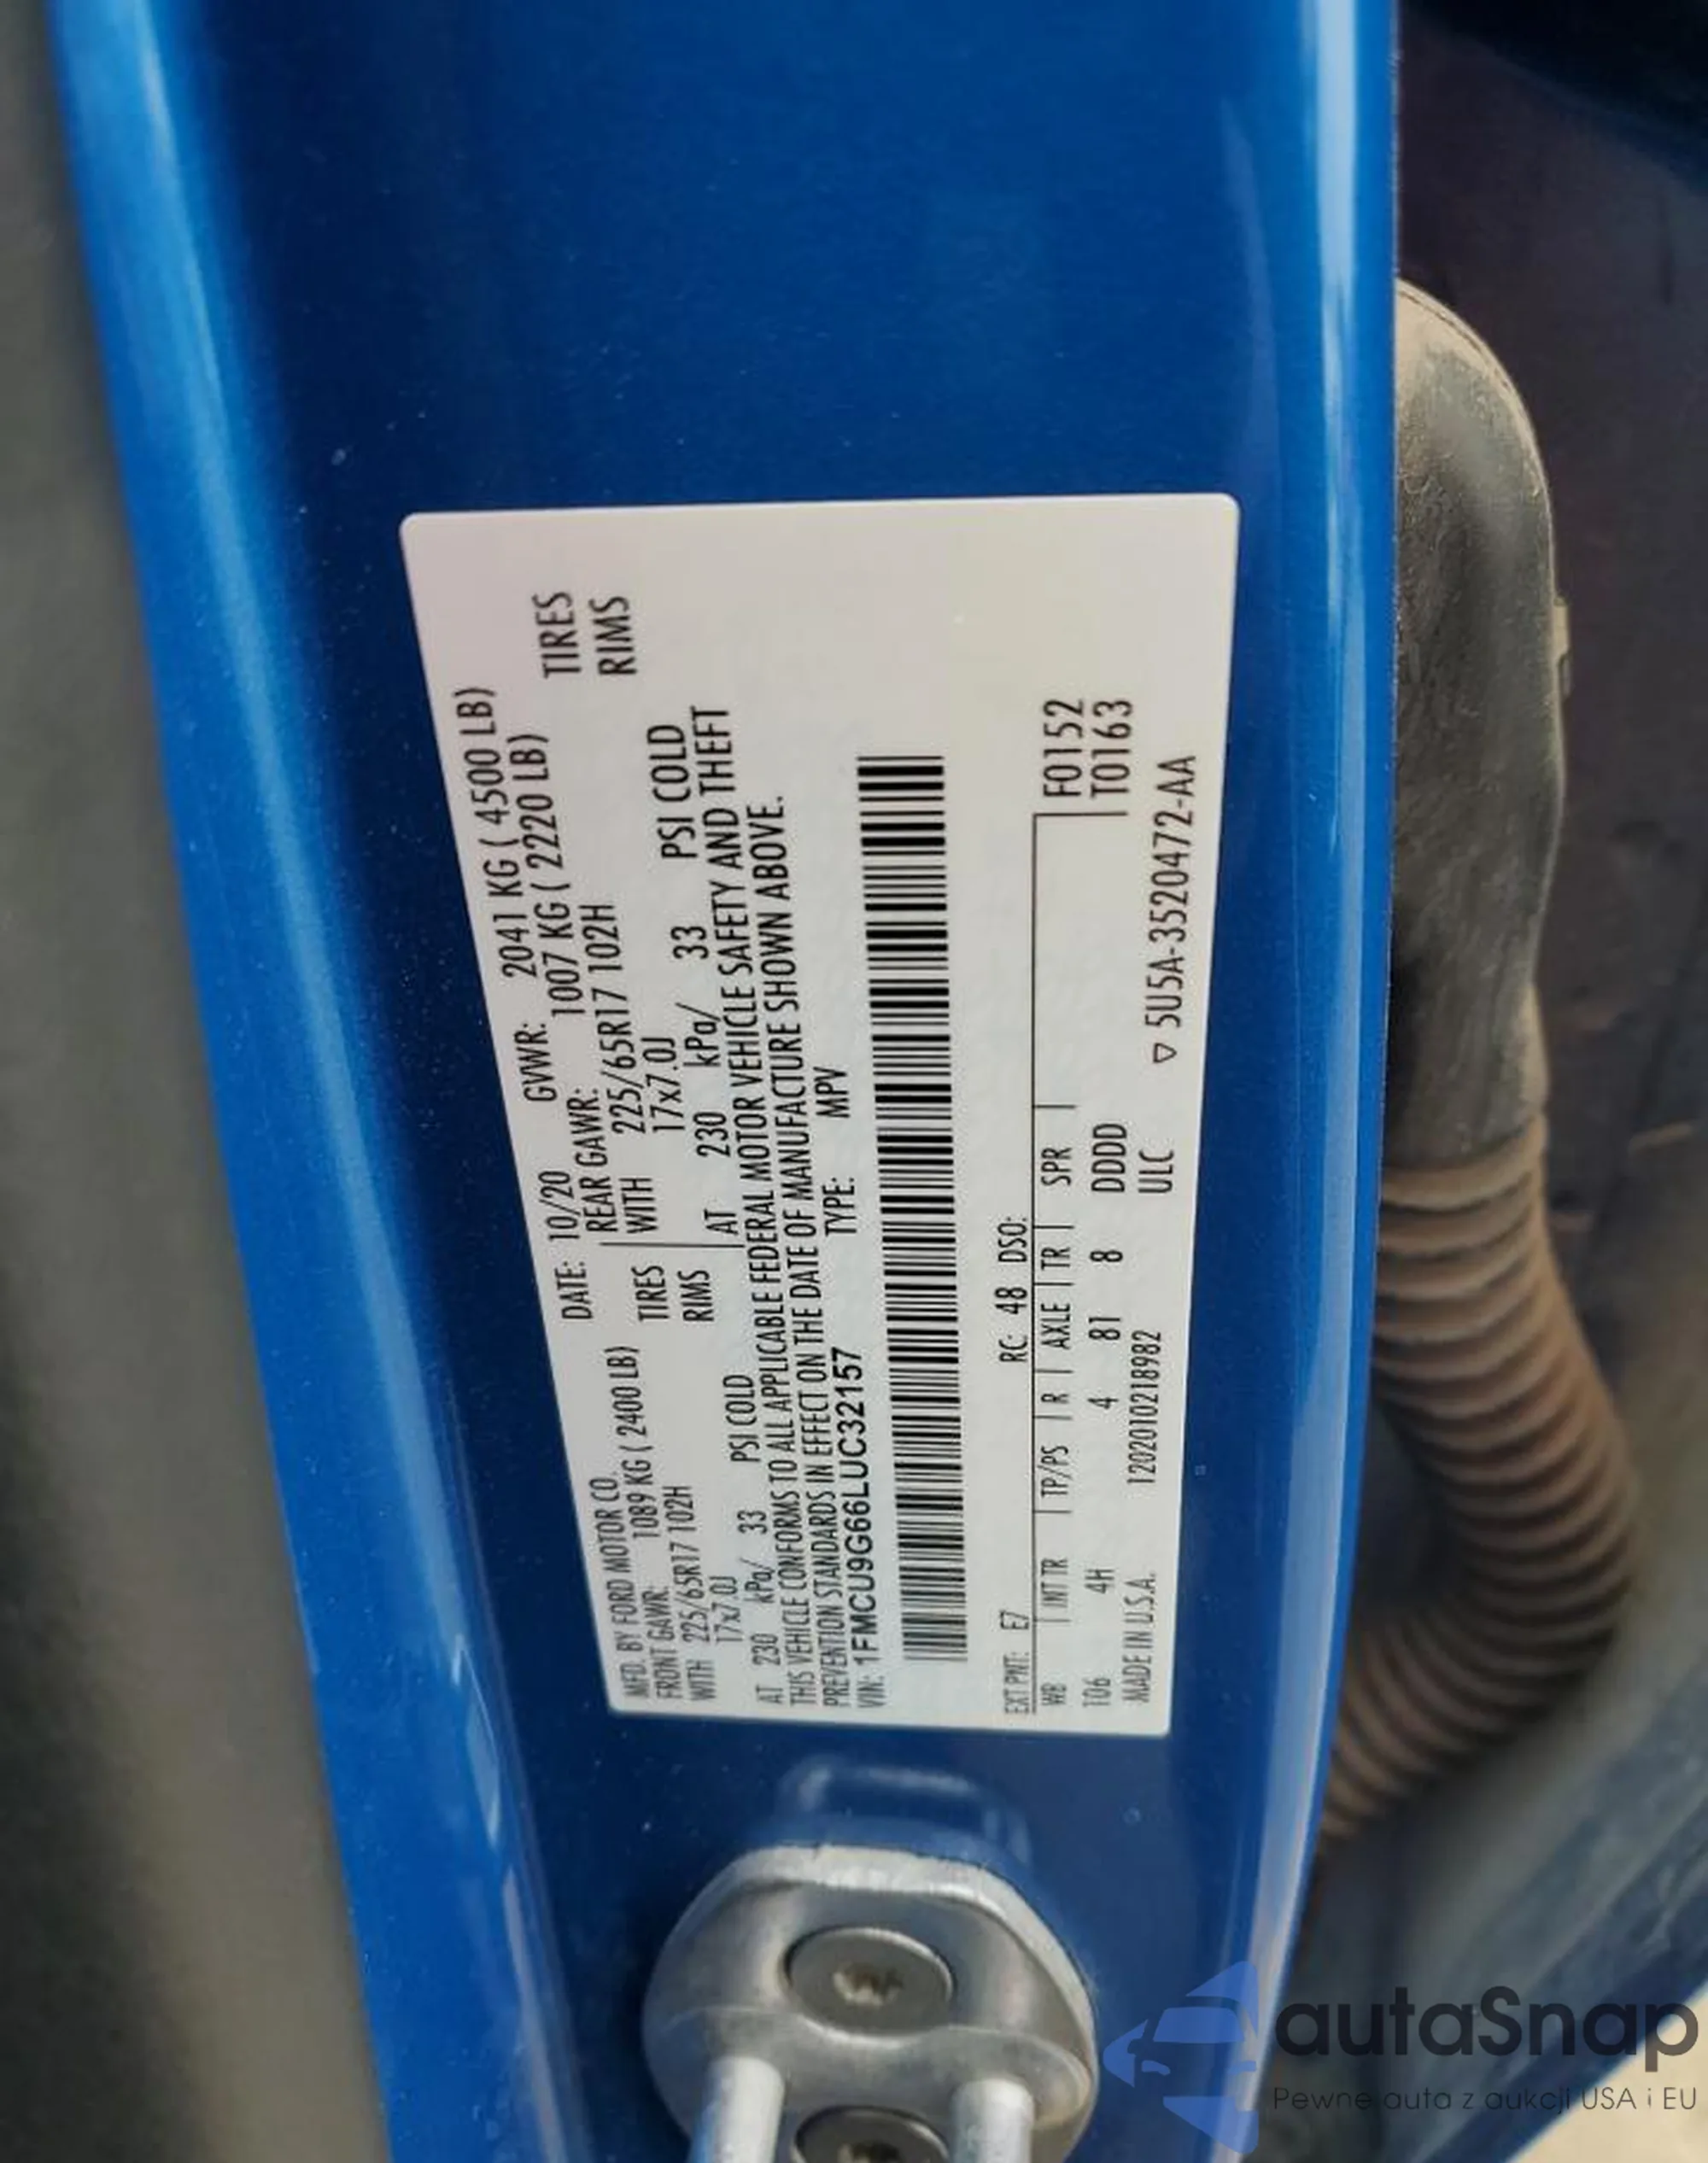 MFD. BY FORD MOTOR CO. DATE: 10/20 GVWR: 2041 KG ( 4500 LB)
FRONT GAWR: 1089 KG ( 2400 LB) REAR GAWR: 1007 KG ( 2220 LB)
WITH 225/65R17 102H TIRES WITH 225/65R17 102H TIRES
17x7.0J RIMS 17x7.0J RIMS
AT 230 kPa/ 33 PSI COLD AT 230 kPa/ 33 PSI COLD
THIS VEHICLE CONFORMS TO ALL APPLICABLE FEDERAL MOTOR VEHICLE SAFETY AND THEFT
PREVENTION STANDARDS IN EFFECT ON THE DATE OF MANUFACTURE SHOWN ABOVE.
VIN: 1FMCU9G66LUC32157 TYPE: MPV
EXT PNT: E7 RC: 48 DSO:
WB INT TR TP/PS R AXLE TR SPR F0152
T06 4H 4 81 8 DDDD T0163
MADE IN U.S.A. 12020102189B2 ULC ▽ 5U5A-3520472-AA
autaSnap
Pewne auta z aukcji USA i EU